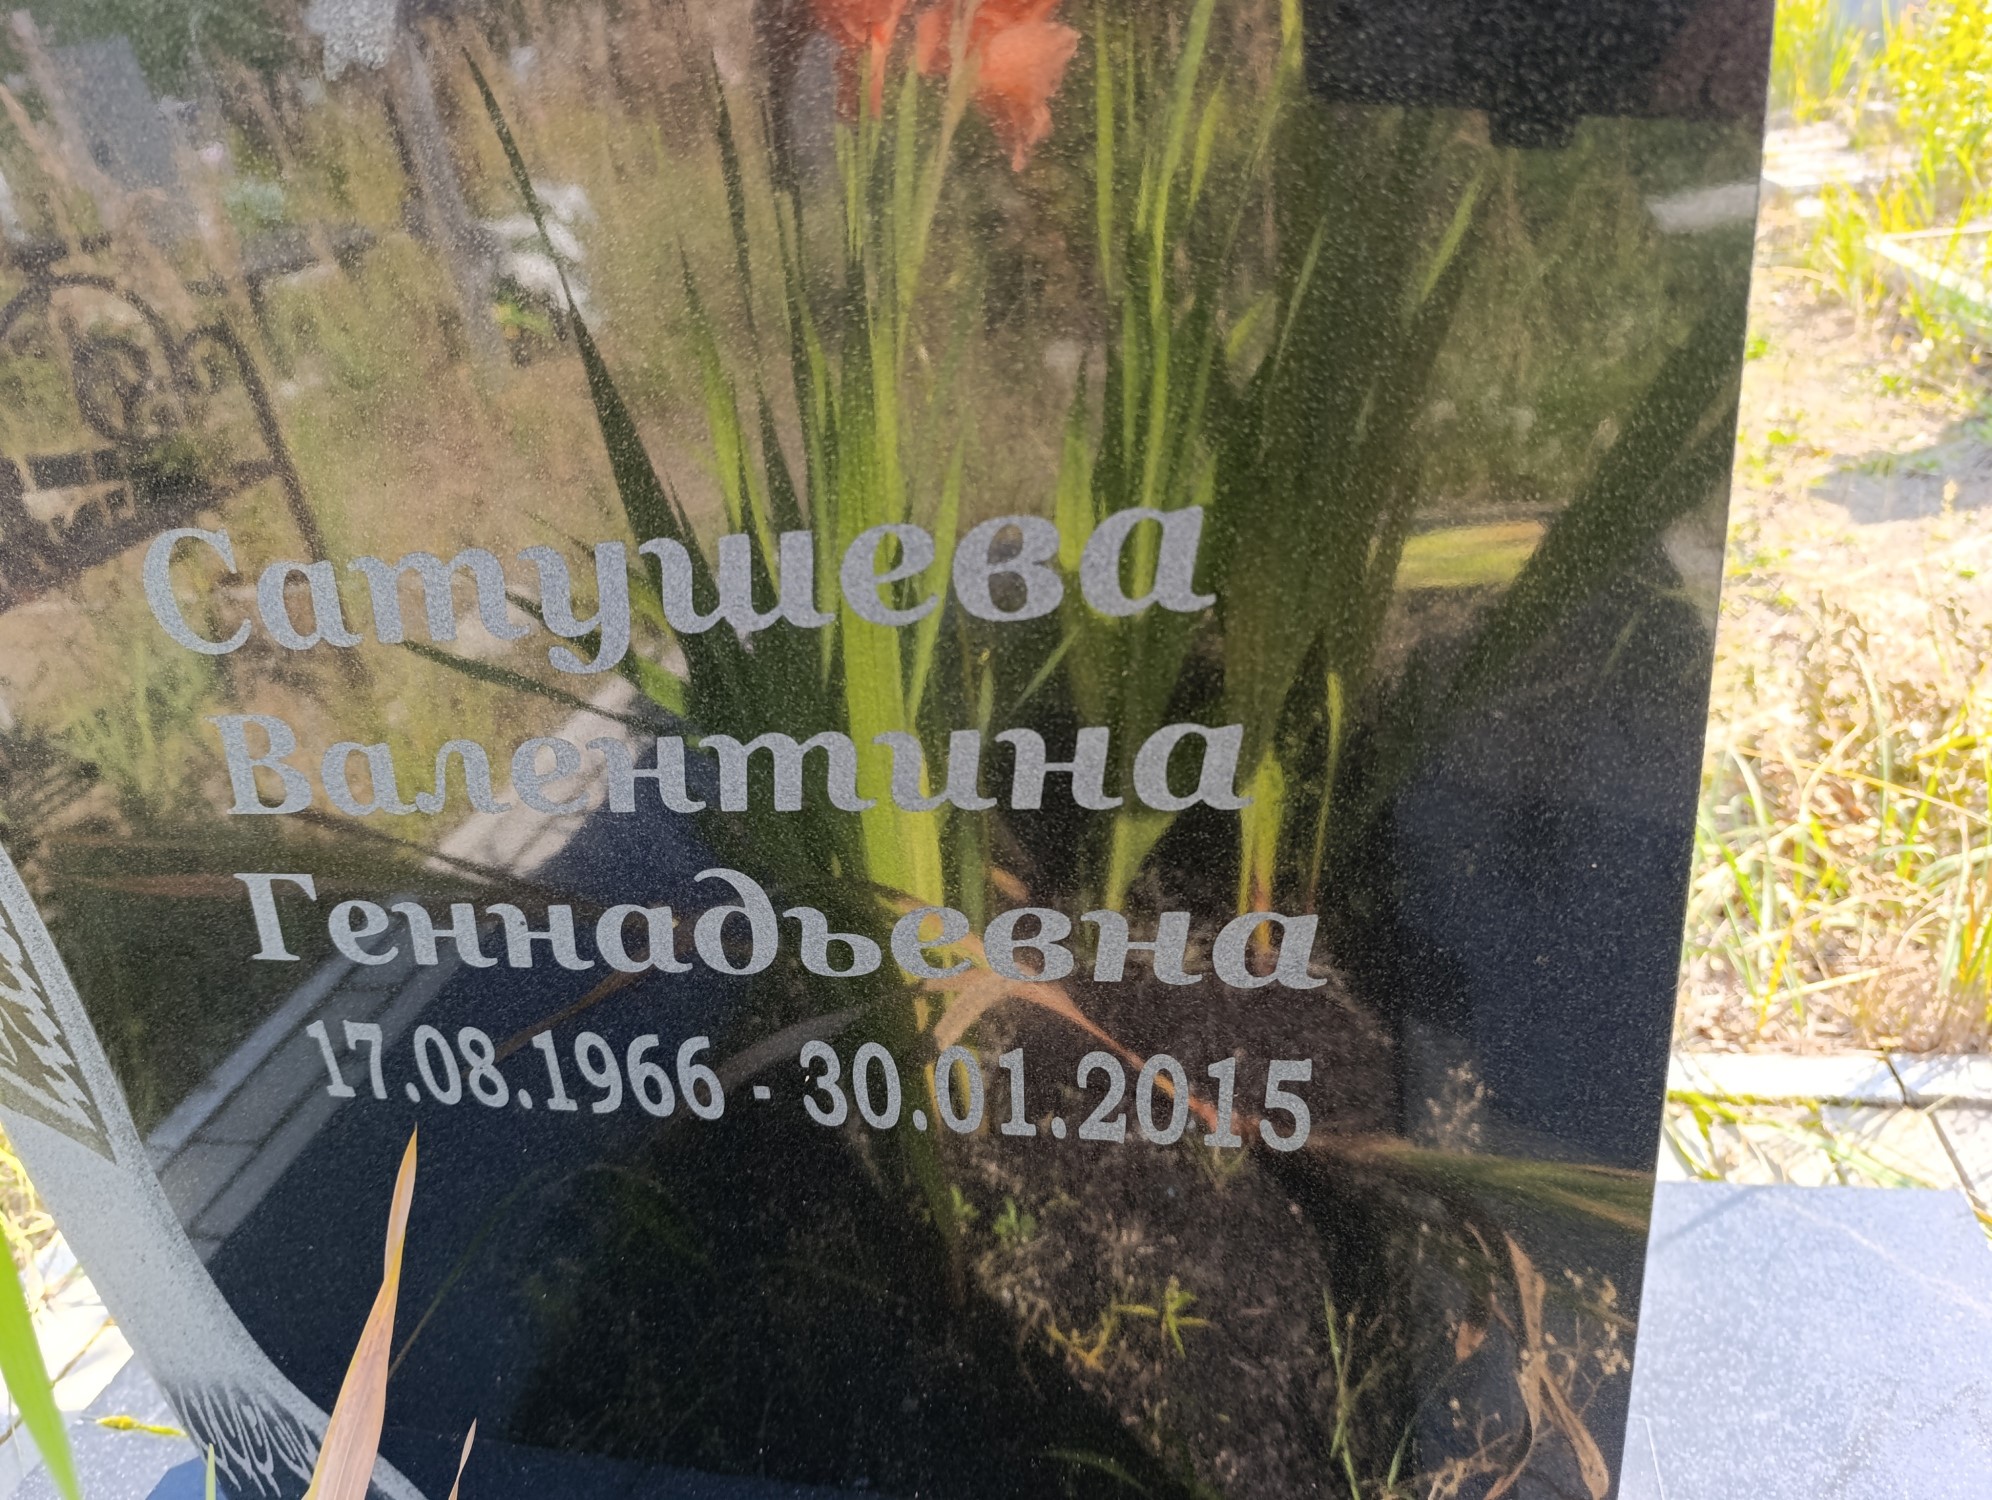 Сатушева
Валентина
Геннадьевна
17.08.1966 - 30.01.2015